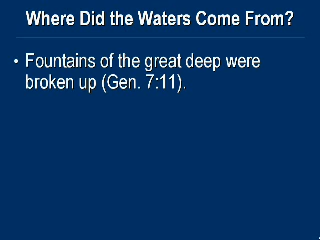 Where Did the Waters Come From?
• Fountains of the great deep were
broken up (Gen. 7:11).